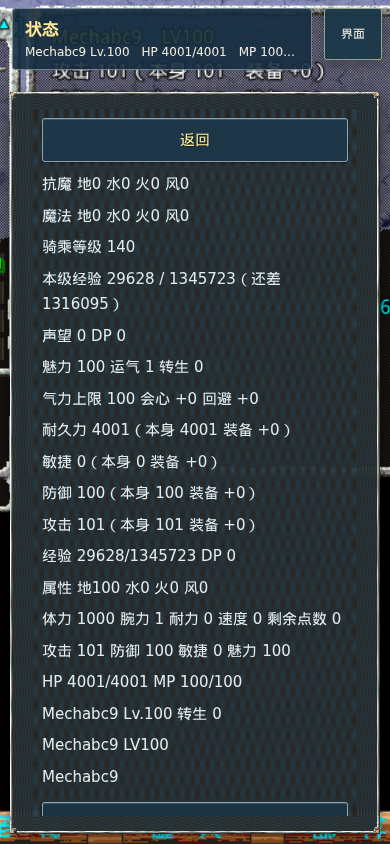 状态
Mechabc9 Lv.100 HP 4001/4001 MP 100...
界面
攻击 101（本身 101 装备 +0）
返回
抗魔 地0 水0 火0 风0
魔法 地0 水0 火0 风0
骑乘等级 140
本级经验 29628 / 1345723（还差
1316095）
声望 0 DP 0
魅力 100 运气 1 转生 0
气力上限 100 会心 +0 回避 +0
耐久力 4001（本身 4001 装备 +0）
敏捷 0（本身 0 装备 +0）
防御 100（本身 100 装备 +0）
攻击 101（本身 101 装备 +0）
经验 29628/1345723 DP 0
属性 地100 水0 火0 风0
体力 1000 腕力 1 耐力 0 速度 0 剩余点数 0
攻击 101 防御 100 敏捷 0 魅力 100
HP 4001/4001 MP 100/100
Mechabc9 Lv.100 转生 0
Mechabc9 LV100
Mechabc9